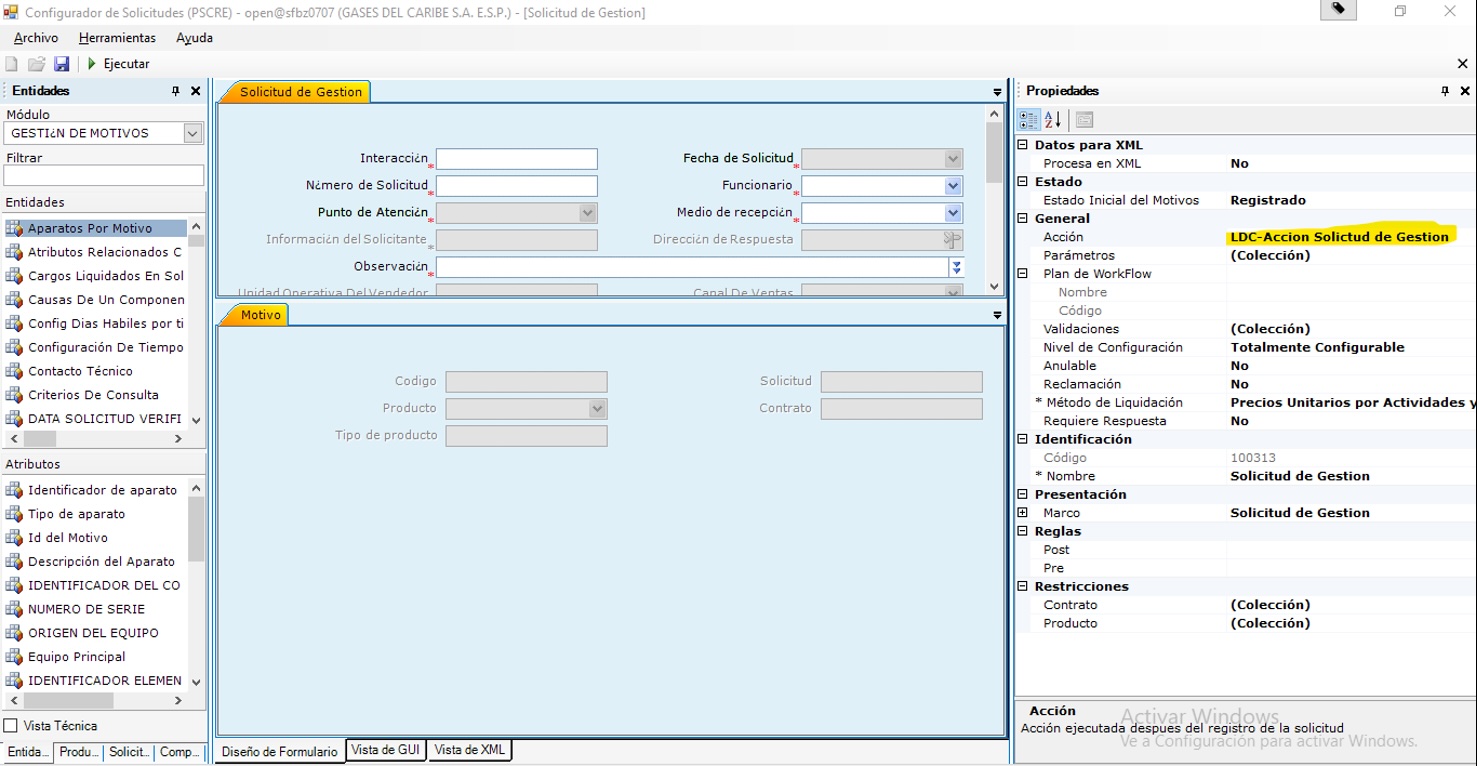 Configurador de Solicitudes (PSCRE) - open@sfbz0707 (GASES DEL CARIBE S.A. E.S.P.) - [Solicitud de Gestion]
Archivo Herramientas Ayuda
Ejecutar
Entidades
Módulo
GESTI¿N DE MOTIVOS
Filtrar
Entidades
Aparatos Por Motivo
Atributos Relacionados C
Cargos Liquidados En Sol
Causas De Un Componen
Config Dias Habiles por ti
Configuración De Tiempo
Contacto Técnico
Criterios De Consulta
DATA SOLICITUD VERIFI
Atributos
Identificador de aparato
Tipo de aparato
Id del Motivo
Descripción del Aparato
IDENTIFICADOR DEL CO
NUMERO DE SERIE
ORIGEN DEL EQUIPO
Equipo Principal
IDENTIFICADOR ELEMEN
Vista Técnica
Entida... Produ... Solicit... Comp...
Solicitud de Gestion
Interacci¿n * Fecha de Solicitud *
N¿mero de Solicitud * Funcionario *
Punto de Atenci¿n * Medio de recepci¿n *
Informaci¿n del Solicitante * Direcci¿n de Respuesta
Observaci¿n *
Unidad Operativa Del Vendedor Canal De Ventas
Motivo
Codigo Solicitud
Producto Contrato
Tipo de producto
Diseño de Formulario Vista de GUI Vista de XML
Propiedades
Datos para XML
Procesa en XML No
Estado
Estado Inicial del Motivos Registrado
General
Acción LDC-Accion Solictud de Gestion
Parámetros (Colección)
Plan de WorkFlow
Nombre
Código
Validaciones (Colección)
Nivel de Configuración Totalmente Configurable
Anulable No
Reclamación No
* Método de Liquidación Precios Unitarios por Actividades y
Requiere Respuesta No
Identificación
Código 100313
* Nombre Solicitud de Gestion
Presentación
Marco Solicitud de Gestion
Reglas
Post
Pre
Restricciones
Contrato (Colección)
Producto (Colección)
Acción
Acción ejecutada despues del registro de la solicitud
Activar Windows
Ve a Configuración para activar Windows.